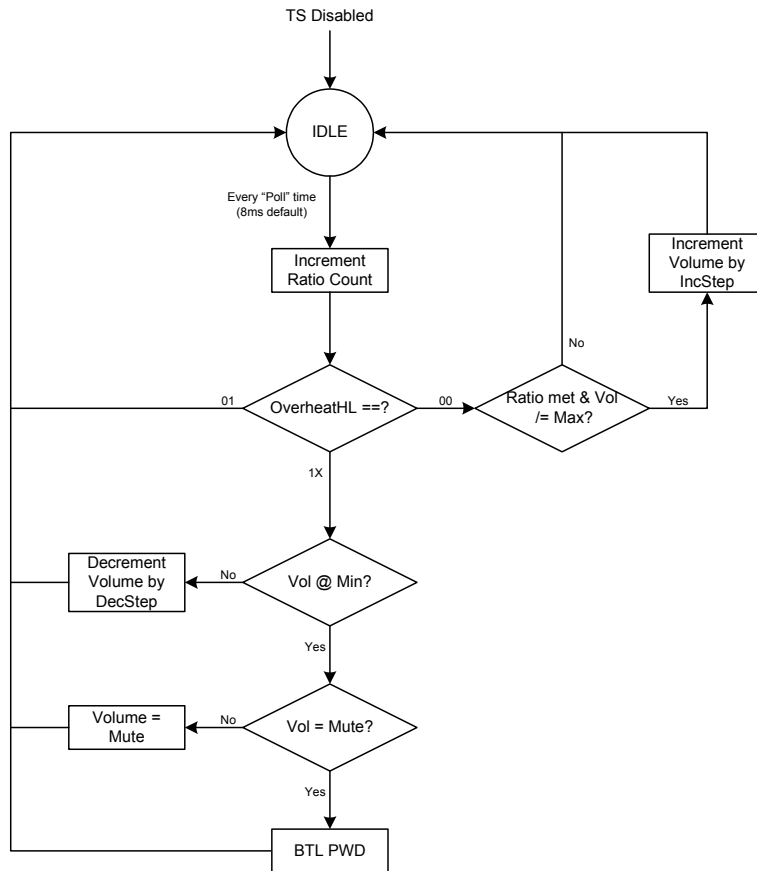 TS Disabled
IDLE
Every “Poll” time
(8ms default)
Increment
Ratio Count
Increment
Volume by
IncStep
No
01
OverheatHL ==?
00
Ratio met & Vol
/= Max?
Yes
1X
Decrement
Volume by
DecStep
No
Vol @ Min?
Yes
Volume =
Mute
No
Vol = Mute?
Yes
BTL PWD